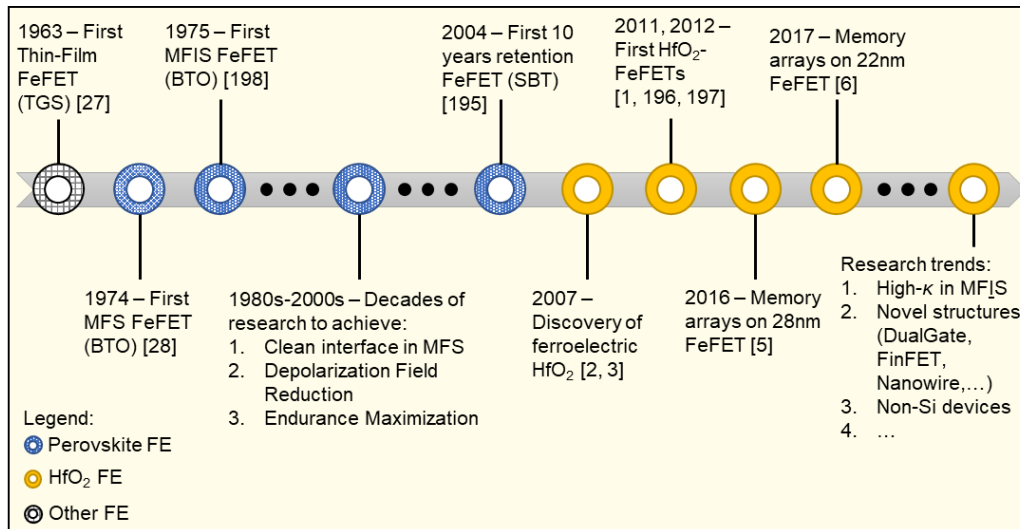 1963 – First
Thin-Film
FeFET
(TGS) [27]
1975 – First
MFIS FeFET
(BTO) [198]
2004 – First 10
years retention
FeFET (SBT)
[195]
2011, 2012 –
First HfO₂-
FeFETs
[1, 196, 197]
2017 – Memory
arrays on 22nm
FeFET [6]
1974 – First
MFS FeFET
(BTO) [28]
1980s-2000s – Decades of
research to achieve:
1. Clean interface in MFS
2. Depolarization Field
Reduction
3. Endurance Maximization
2007 –
Discovery of
ferroelectric
HfO₂ [2, 3]
2016 – Memory
arrays on 28nm
FeFET [5]
Research trends:
1. High-κ in MFIS
2. Novel structures
(DualGate,
FinFET,
Nanowire,…)
3. Non-Si devices
4. …
Legend:
Perovskite FE
HfO₂ FE
Other FE